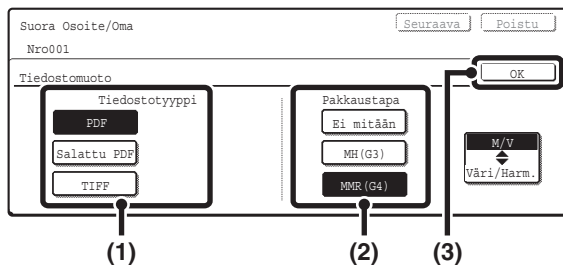 Suora Osoite/Oma
Seuraava
Poistu
Nro001
Tiedostomuoto
OK
Tiedostotyyppi
Pakkaustapa
PDF
Ei mitään
M/V
Salattu PDF
MH(G3)
Väri/Harm.
TIFF
MMR(G4)
(1)
(2)
(3)